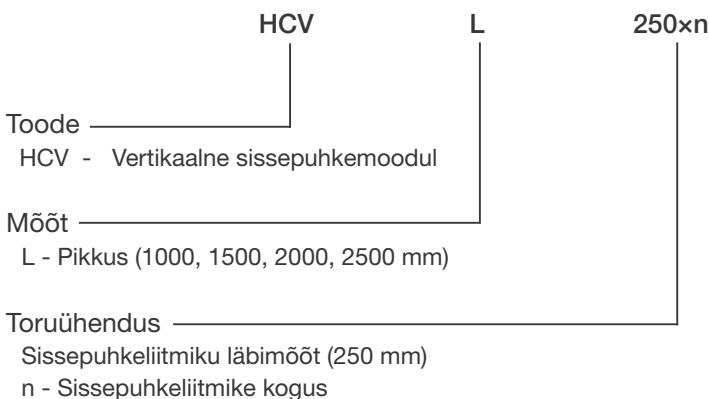 HCV L 250×n
Toode
HCV - Vertikaalne sissepuhkemoodul
Mõõt
L - Pikkus (1000, 1500, 2000, 2500 mm)
Toruühendus
Sissepuhkeliitmiku läbimõõt (250 mm)
n - Sissepuhkeliitmike kogus